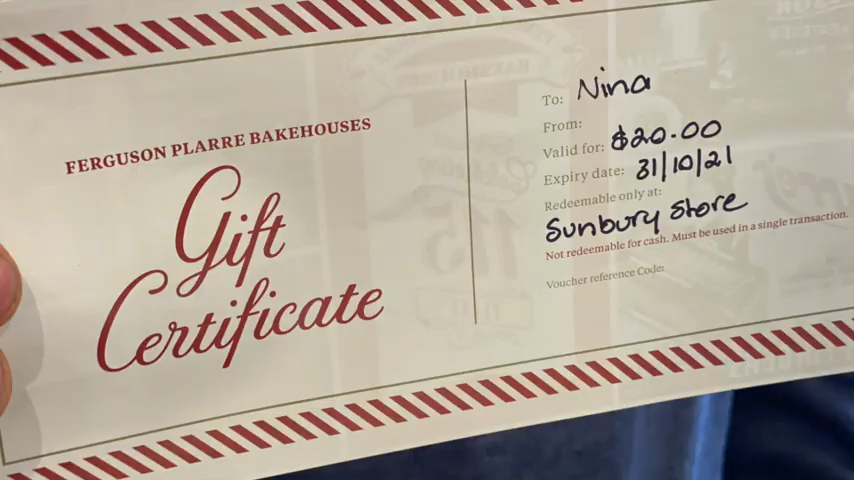 FERGUSON PLARRE BAKEHOUSES
Gift
Certificate
To: Nina
From:
Valid for: $20.00
Expiry date: 31/10/21
Redeemable only at:
Sunbury Store
Not redeemable for cash. Must be used in a single transaction.
Voucher reference Code: